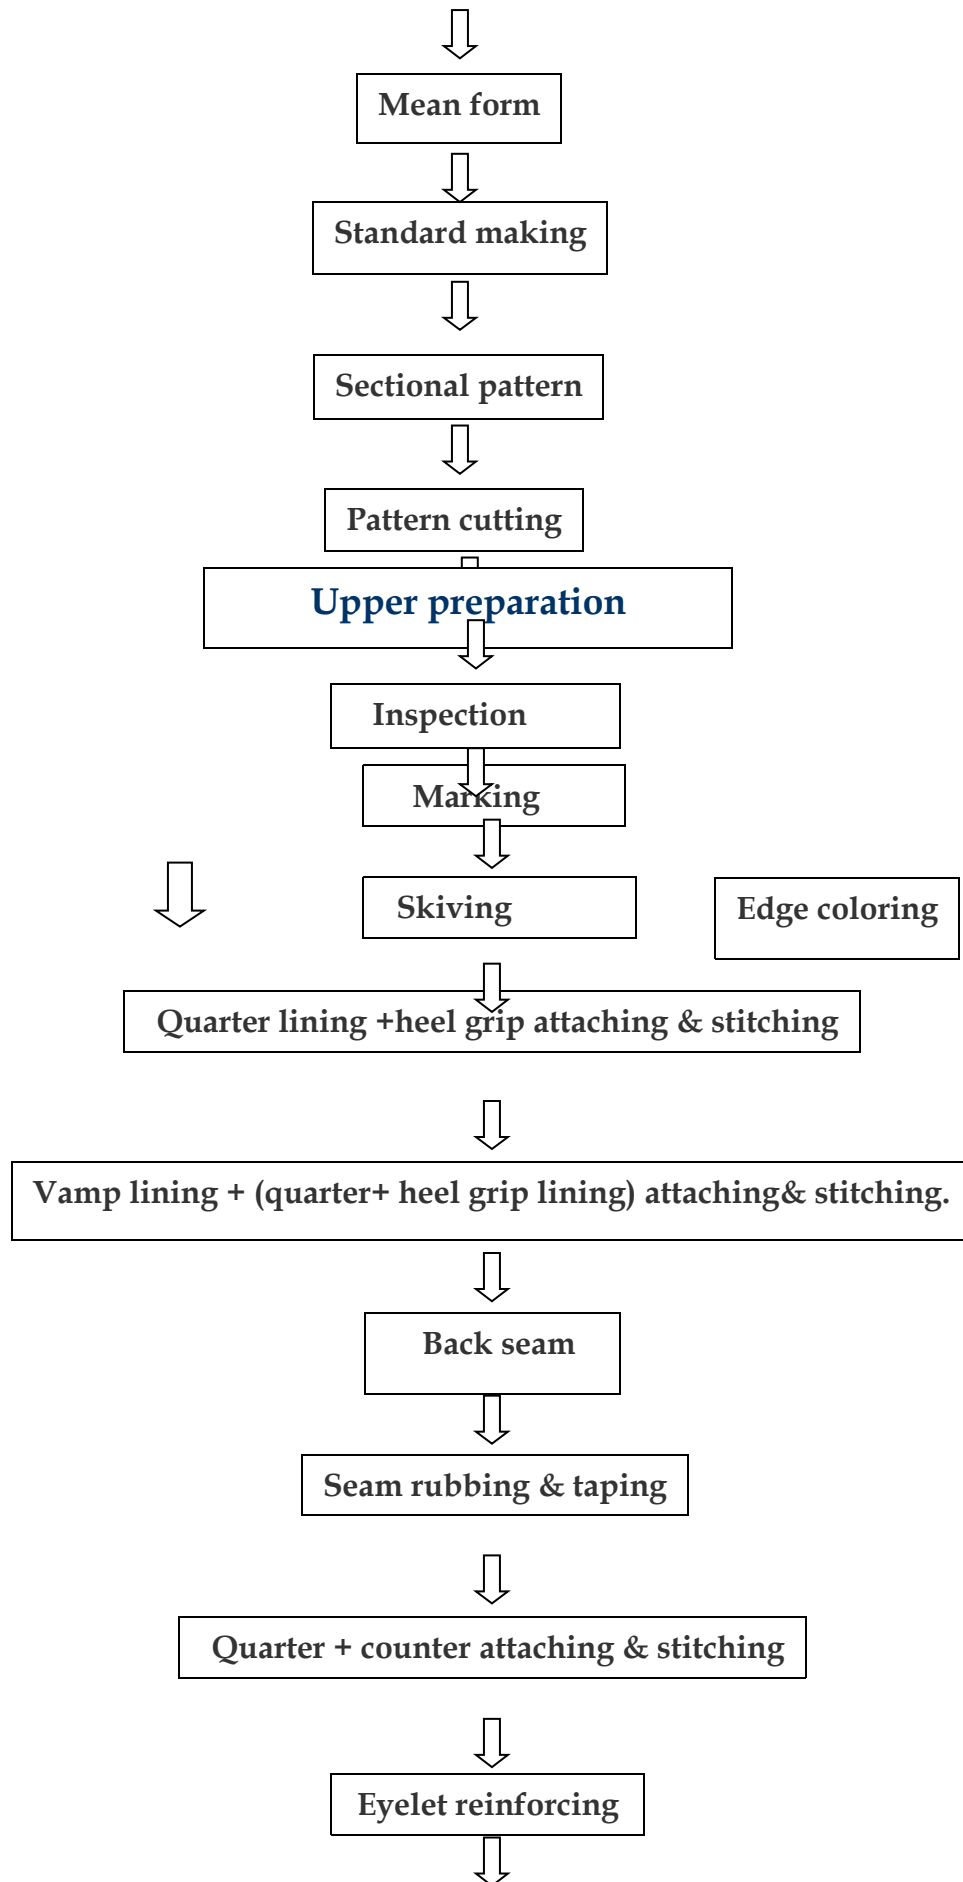 Mean form
Standard making
Sectional pattern
Pattern cutting
Upper preparation
Inspection
Marking
Skiving
Edge coloring
Quarter lining +heel grip attaching & stitching
Vamp lining + (quarter+ heel grip lining) attaching& stitching.
Back seam
Seam rubbing & taping
Quarter + counter attaching & stitching
Eyelet reinforcing